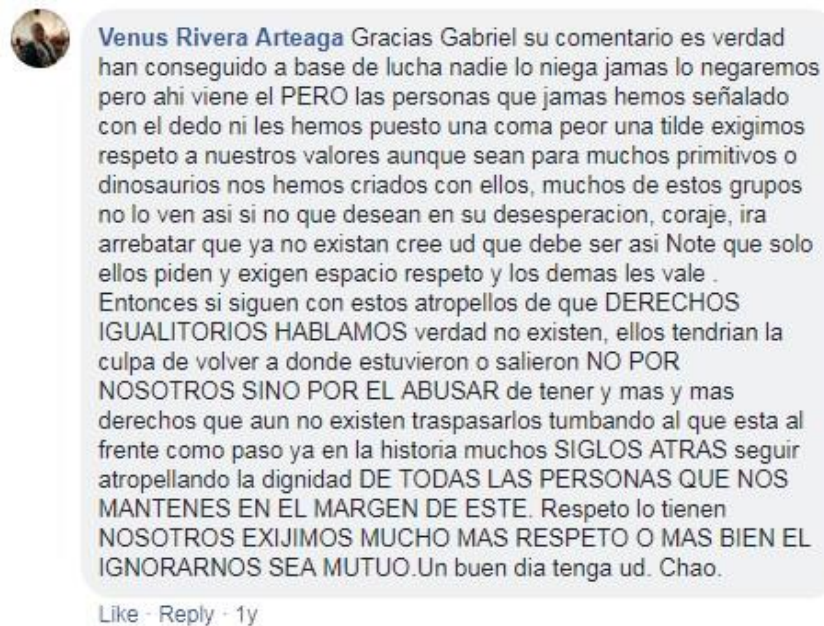 Venus Rivera Arteaga Gracias Gabriel su comentario es verdad
han conseguido a base de lucha nadie lo niega jamas lo negaremos
pero ahi viene el PERO las personas que jamas hemos señalado
con el dedo ni les hemos puesto una coma peor una tilde exigimos
respeto a nuestros valores aunque sean para muchos primitivos o
dinosaurios nos hemos criados con ellos, muchos de estos grupos
no lo ven asi si no que desean en su desesperacion, coraje, ira
arrebatar que ya no existan cree ud que debe ser asi Note que solo
ellos piden y exigen espacio respeto y los demas les vale .
Entonces si siguen con estos atropellos de que DERECHOS
IGUALITORIOS HABLAMOS verdad no existen, ellos tendrian la
culpa de volver a donde estuvieron o salieron NO POR
NOSOTROS SINO POR EL ABUSAR de tener y mas y mas
derechos que aun no existen traspasarlos tumbando al que esta al
frente como paso ya en la historia muchos SIGLOS ATRAS seguir
atropellando la dignidad DE TODAS LAS PERSONAS QUE NOS
MANTENES EN EL MARGEN DE ESTE. Respeto lo tienen
NOSOTROS EXIJIMOS MUCHO MAS RESPETO O MAS BIEN EL
IGNORARNOS SEA MUTUO.Un buen dia tenga ud. Chao.
Like · Reply · 1y